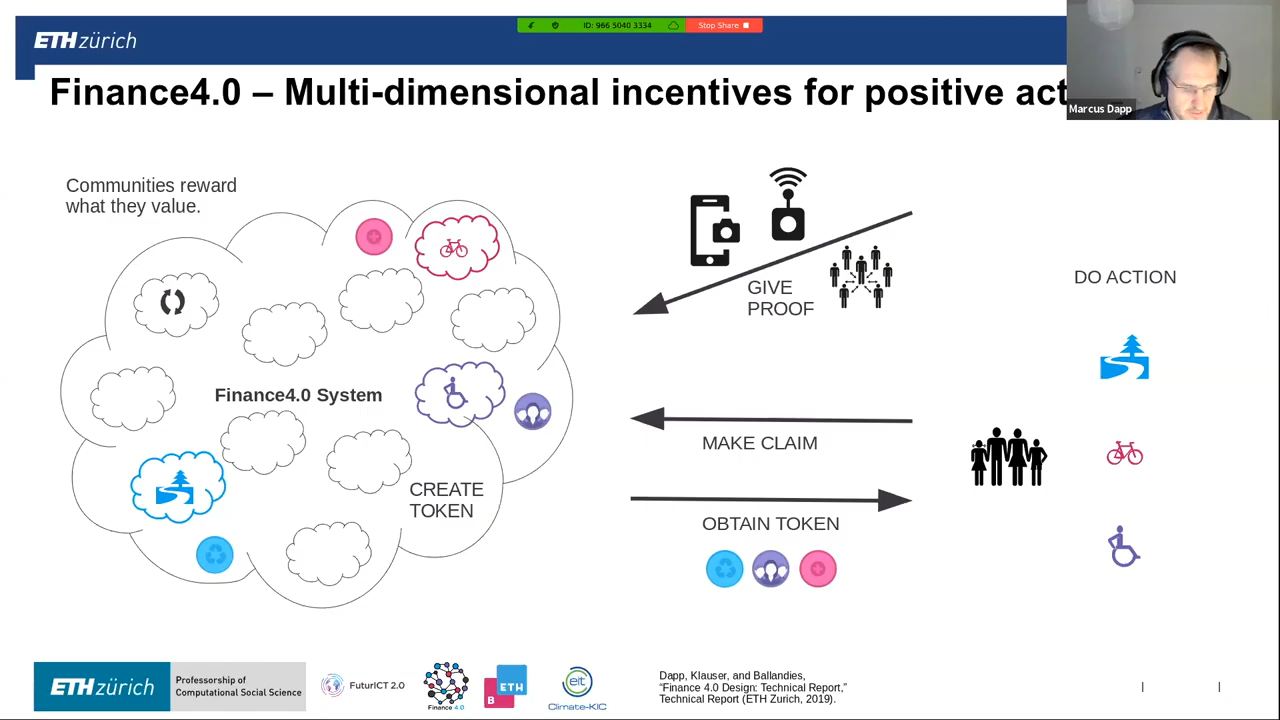 ID: 966 5040 3334
Stop Share
ETH zürich
Finance4.0 – Multi-dimensional incentives for positive act
Marcus Dapp
Communities reward
what they value.
GIVE
PROOF
DO ACTION
Finance4.0 System
MAKE CLAIM
CREATE
TOKEN
OBTAIN TOKEN
ETH zürich
Professorship of
Computational Social Science
FuturICT 2.0
Finance 4.0
B
ETH
eit
Climate-KIC
Dapp, Klauser, and Ballandies,
“Finance 4.0 Design: Technical Report,”
Technical Report (ETH Zurich, 2019).